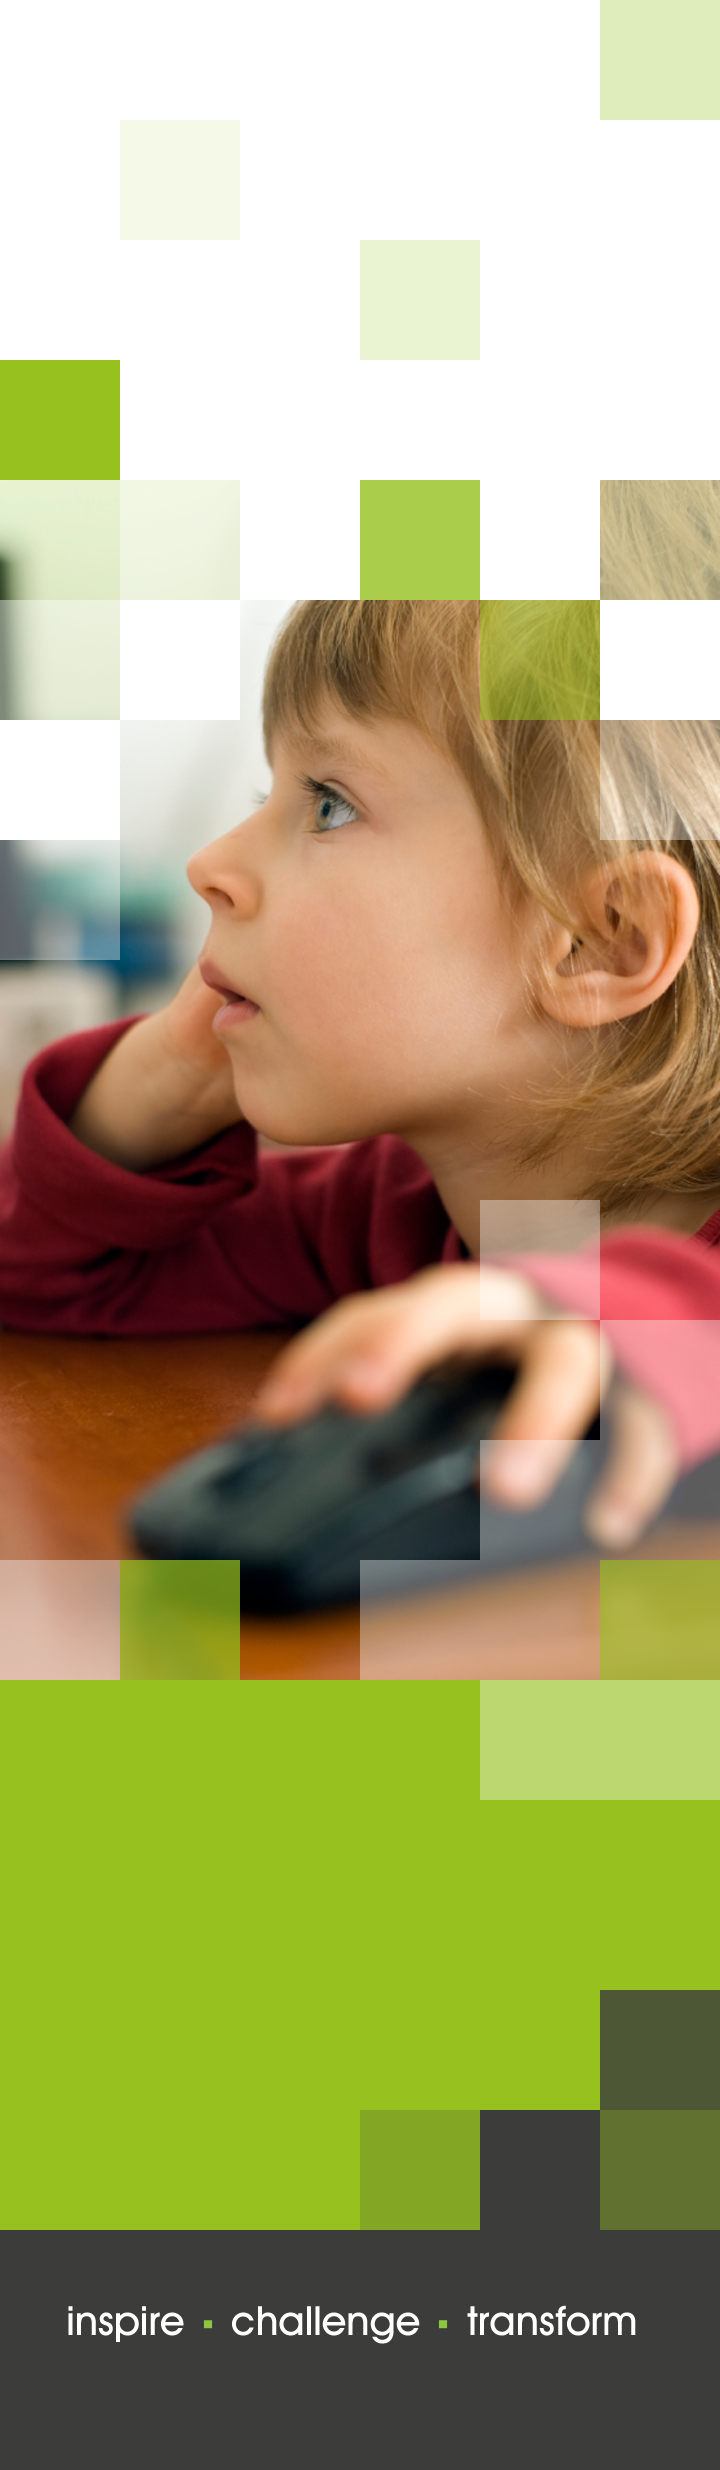 inspire ▪ challenge ▪ transform